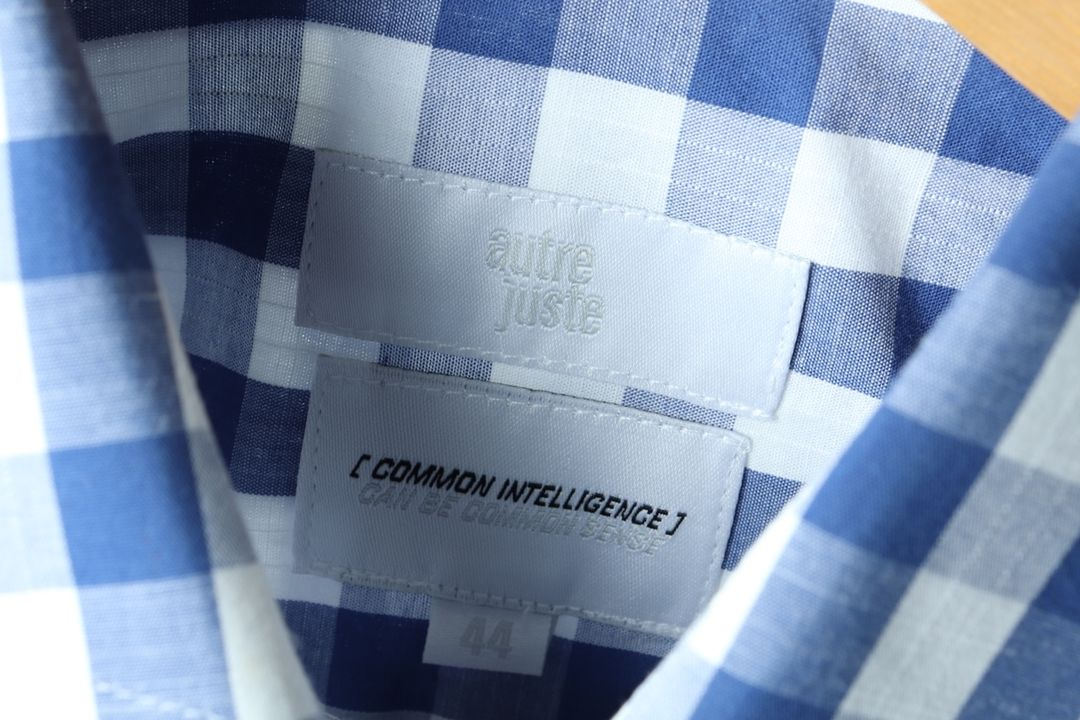 autre
juste
[ COMMON INTELLIGENCE ]
CAN BE COMMON SENSE
44